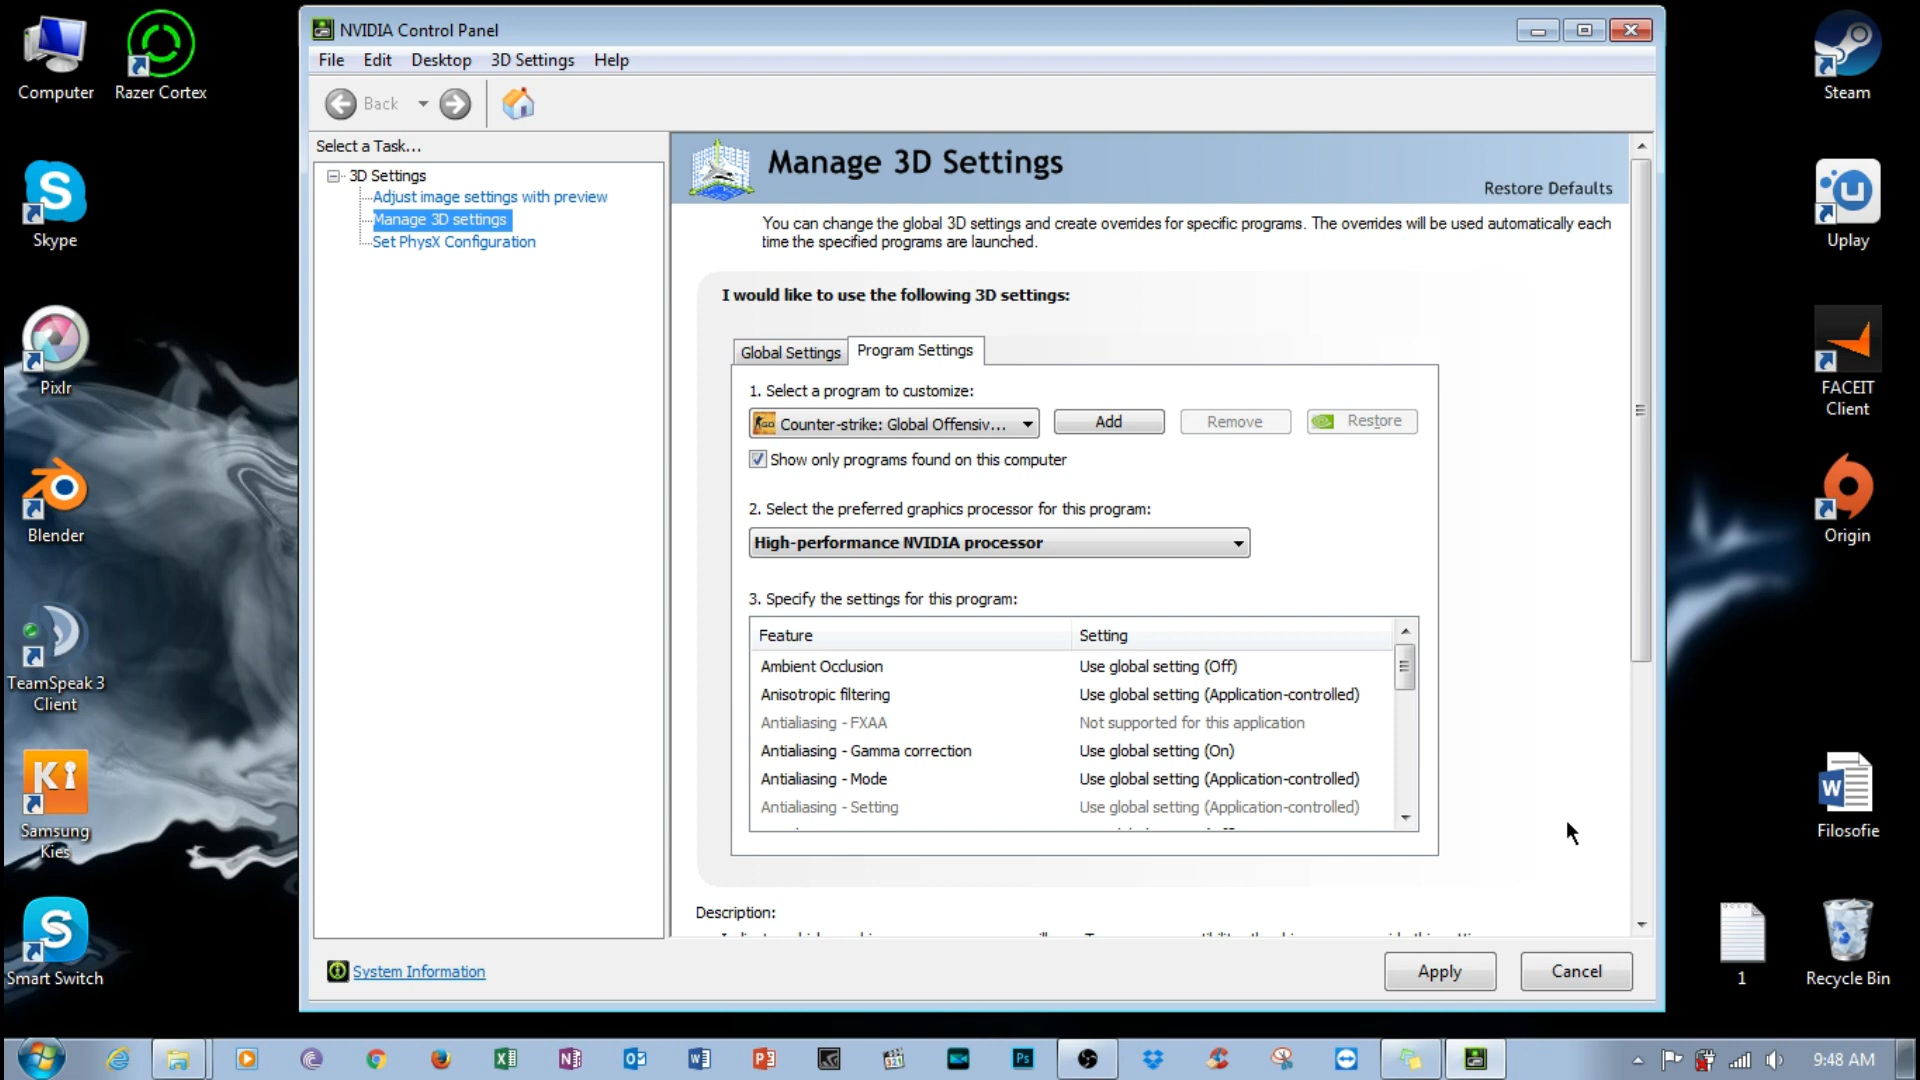 NVIDIA Control Panel
File Edit Desktop 3D Settings Help
Back
Select a Task...
3D Settings
Adjust image settings with preview
Manage 3D settings
Set PhysX Configuration
System Information
Manage 3D Settings
Restore Defaults
You can change the global 3D settings and create overrides for specific programs. The overrides will be used automatically each
time the specified programs are launched.
I would like to use the following 3D settings:
Global Settings Program Settings
1. Select a program to customize:
Counter-strike: Global Offensiv... Add Remove Restore
Show only programs found on this computer
2. Select the preferred graphics processor for this program:
High-performance NVIDIA processor
3. Specify the settings for this program:
Feature Setting
Ambient Occlusion Use global setting (Off)
Anisotropic filtering Use global setting (Application-controlled)
Antialiasing - FXAA Not supported for this application
Antialiasing - Gamma correction Use global setting (On)
Antialiasing - Mode Use global setting (Application-controlled)
Antialiasing - Setting Use global setting (Application-controlled)
Description:
Apply Cancel
Computer
Razer Cortex
Skype
Pixlr
Blender
TeamSpeak 3
Client
Samsung
Kies
Smart Switch
Steam
Uplay
FACEIT
Client
Origin
Filosofie
1
Recycle Bin
9:48 AM